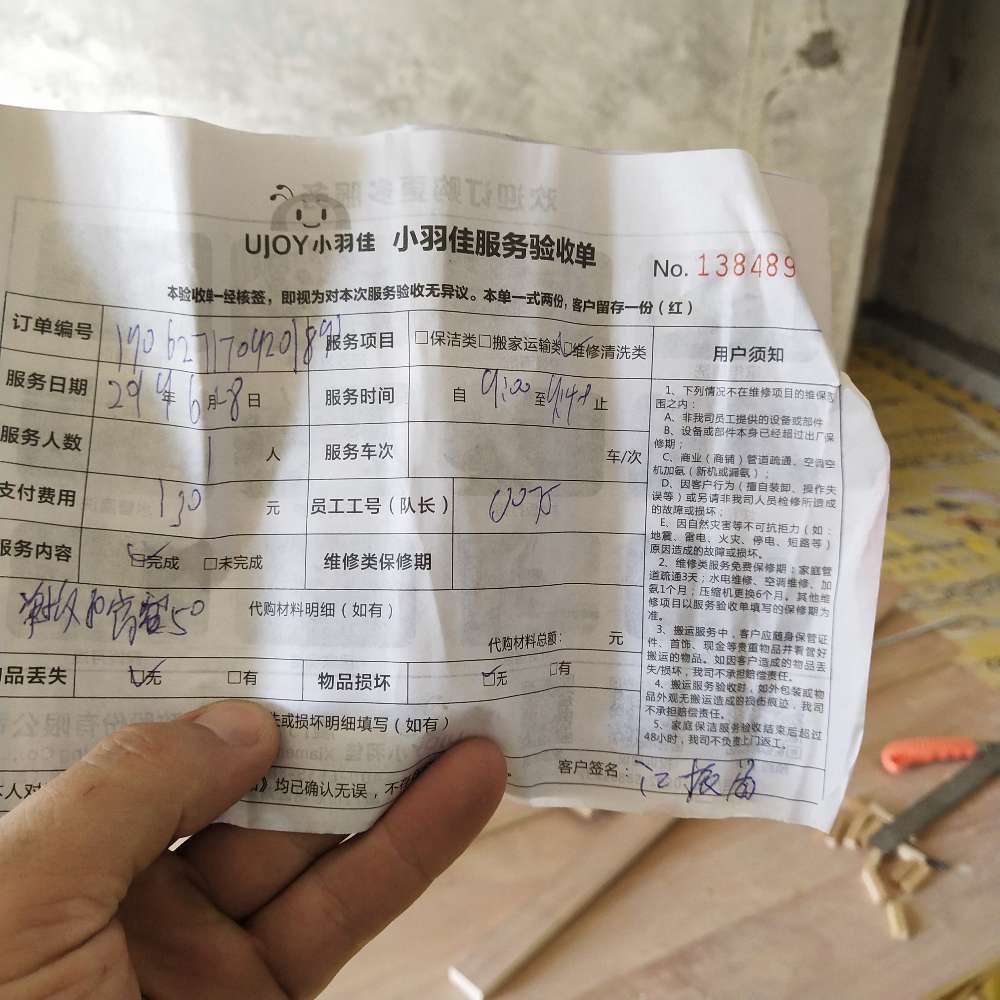 UJOY小羽佳 小羽佳服务验收单
No. 138489
本验收单一经核签，即视为对本次服务验收无异议。本单一式两份，客户留存一份（红）
订单编号 190627170920189 服务项目 □保洁类□搬家运输类☑维修清洗类
服务日期 年 6月 8日 服务时间 自 9:00 至 9:48 止
服务人数 1 人 服务车次 车/次
支付费用 130 元 员工工号（队长）
服务内容 ☑完成 □未完成 维修类保修期
代购材料明细（如有）
50
代购材料总额： 元
品丢失 ☑无 □有 物品损坏 ☑无 □有
或损坏明细填写（如有）
人对 均已确认无误，不 客户签名：江振
用户须知
1、下列情况不在维修项目的维保范
围之内：
A、非我司员工提供的设备或部件
B、设备或部件本身已经超过出厂保
修期；
C、商业（商铺）管道疏通、空调空
机加氨（新机或漏氨）；
D、因客户行为（擅自装卸、操作失
误等）或另请非我司人员检修所造成
的故障或损坏；
E、因自然灾害等不可抗拒力（如：
地震、雷电、火灾、停电、短路等）
原因造成的故障或损坏。
2、维修类服务免费保修期：家庭管
道疏通3天；水电维修、空调维修、加
氨1个月；压缩机更换6个月。其他维
修项目以服务验收单填写的保修期为
准。
3、搬运服务中，客户应随身保管证
件、首饰、现金等贵重物品并看管好
搬运的物品。如因客户造成的物品丢
失/损坏，我司不承担赔偿责任。
4、搬运服务验收时，如外包装或物
品外观无搬运造成的损伤痕迹，我司
不承担赔偿责任。
5、家庭保洁服务验收结束后超过
48小时，我司不负责上门返工。